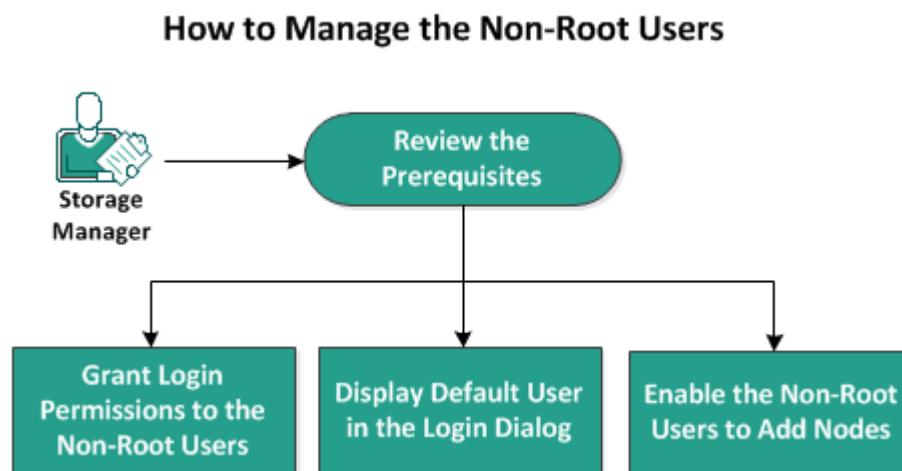 How to Manage the Non-Root Users
Review the
Prerequisites
Storage
Manager
Grant Login
Permissions to the
Non-Root Users
Display Default User
in the Login Dialog
Enable the Non-Root
Users to Add Nodes